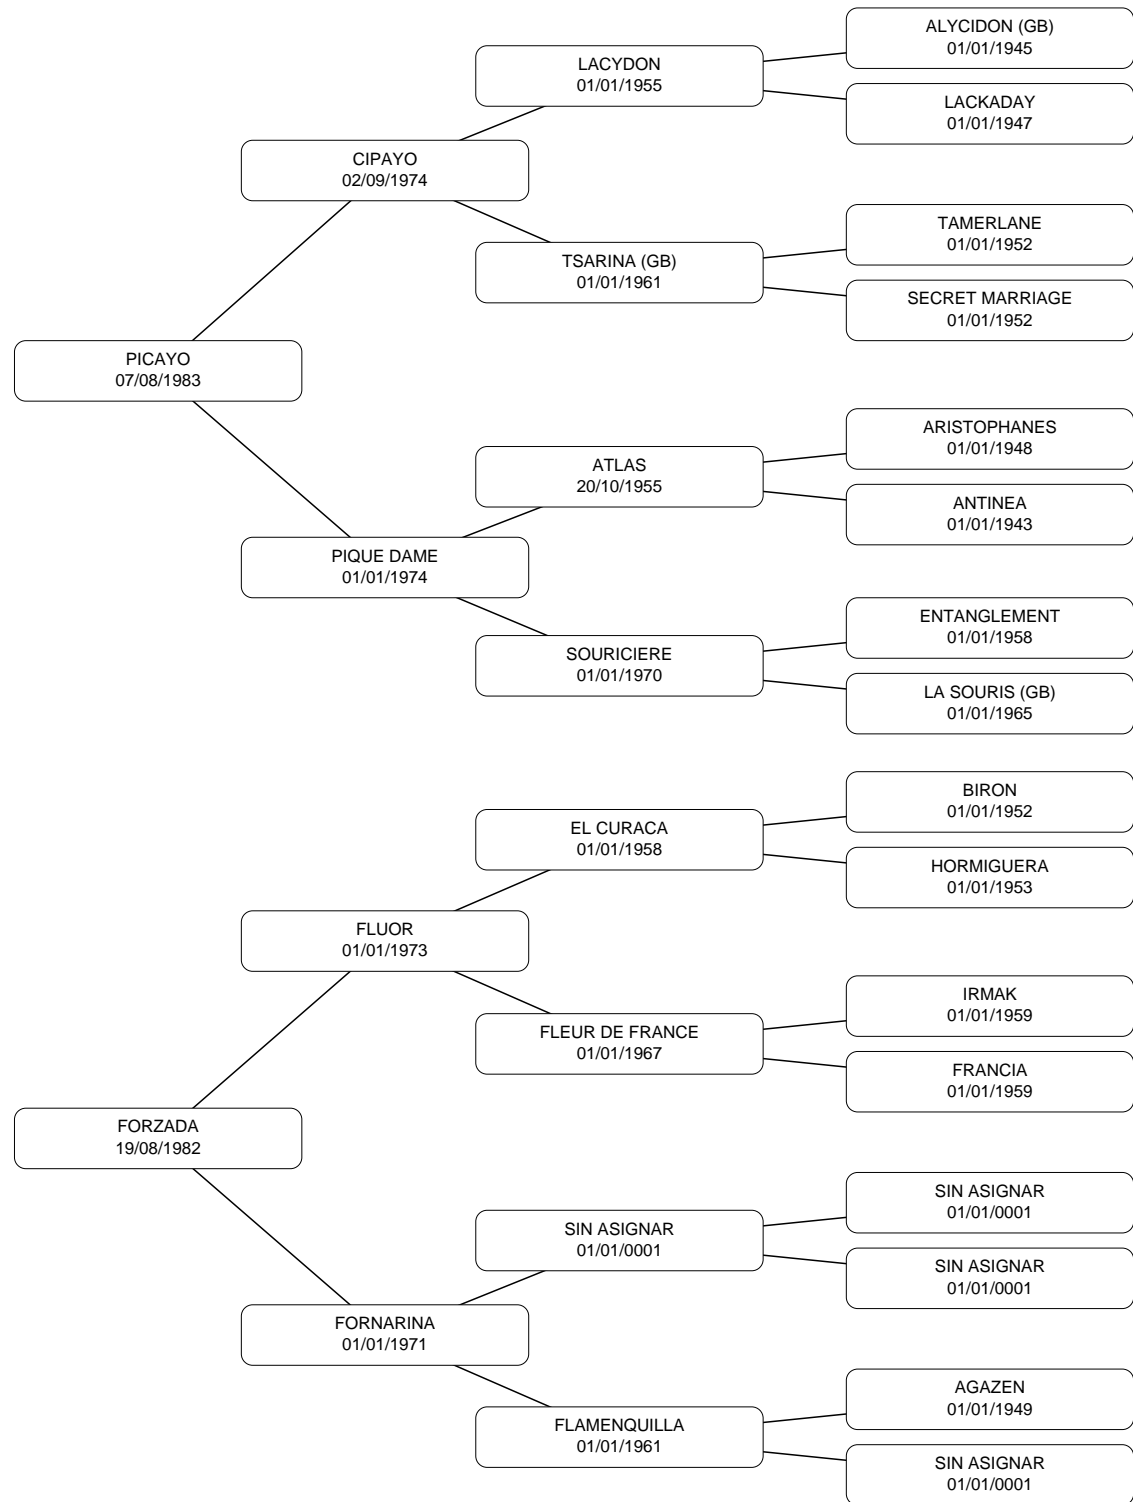 ALYCIDON (GB)
01/01/1945
LACYDON
01/01/1955
LACKADAY
01/01/1947
CIPAYO
02/09/1974
TAMERLANE
01/01/1952
TSARINA (GB)
01/01/1961
SECRET MARRIAGE
01/01/1952
PICAYO
07/08/1983
ARISTOPHANES
01/01/1948
ATLAS
20/10/1955
ANTINEA
01/01/1943
PIQUE DAME
01/01/1974
ENTANGLEMENT
01/01/1958
SOURICIERE
01/01/1970
LA SOURIS (GB)
01/01/1965
BIRON
01/01/1952
EL CURACA
01/01/1958
HORMIGUERA
01/01/1953
FLUOR
01/01/1973
IRMAK
01/01/1959
FLEUR DE FRANCE
01/01/1967
FRANCIA
01/01/1959
FORZADA
19/08/1982
SIN ASIGNAR
01/01/0001
SIN ASIGNAR
01/01/0001
SIN ASIGNAR
01/01/0001
FORNARINA
01/01/1971
AGAZEN
01/01/1949
FLAMENQUILLA
01/01/1961
SIN ASIGNAR
01/01/0001